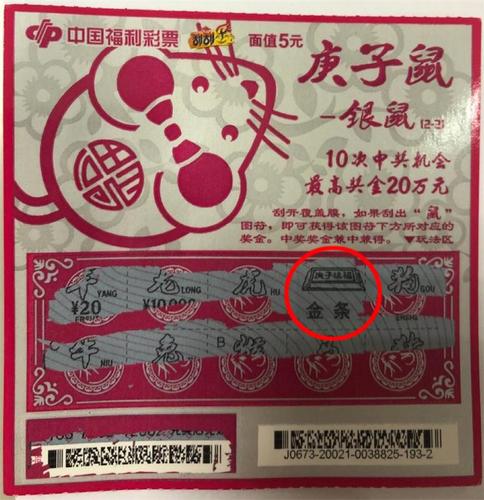 中国福利彩票
刮刮乐
面值5元
庚子鼠
—银鼠 [2-2]
10次中奖机会
最高奖金20万元
刮开覆盖膜，如果刮出“鼠”
图符，即可获得该图符下方所对应的
奖金。中奖奖金兼中兼得。▼玩法区
羊 YANG 龙 LONG 虎 HU 庚子送福 狗 GOU
¥20 ¥10,000 金条
ERSHI
牛 NIU
J0673-20021-0038825-193-2